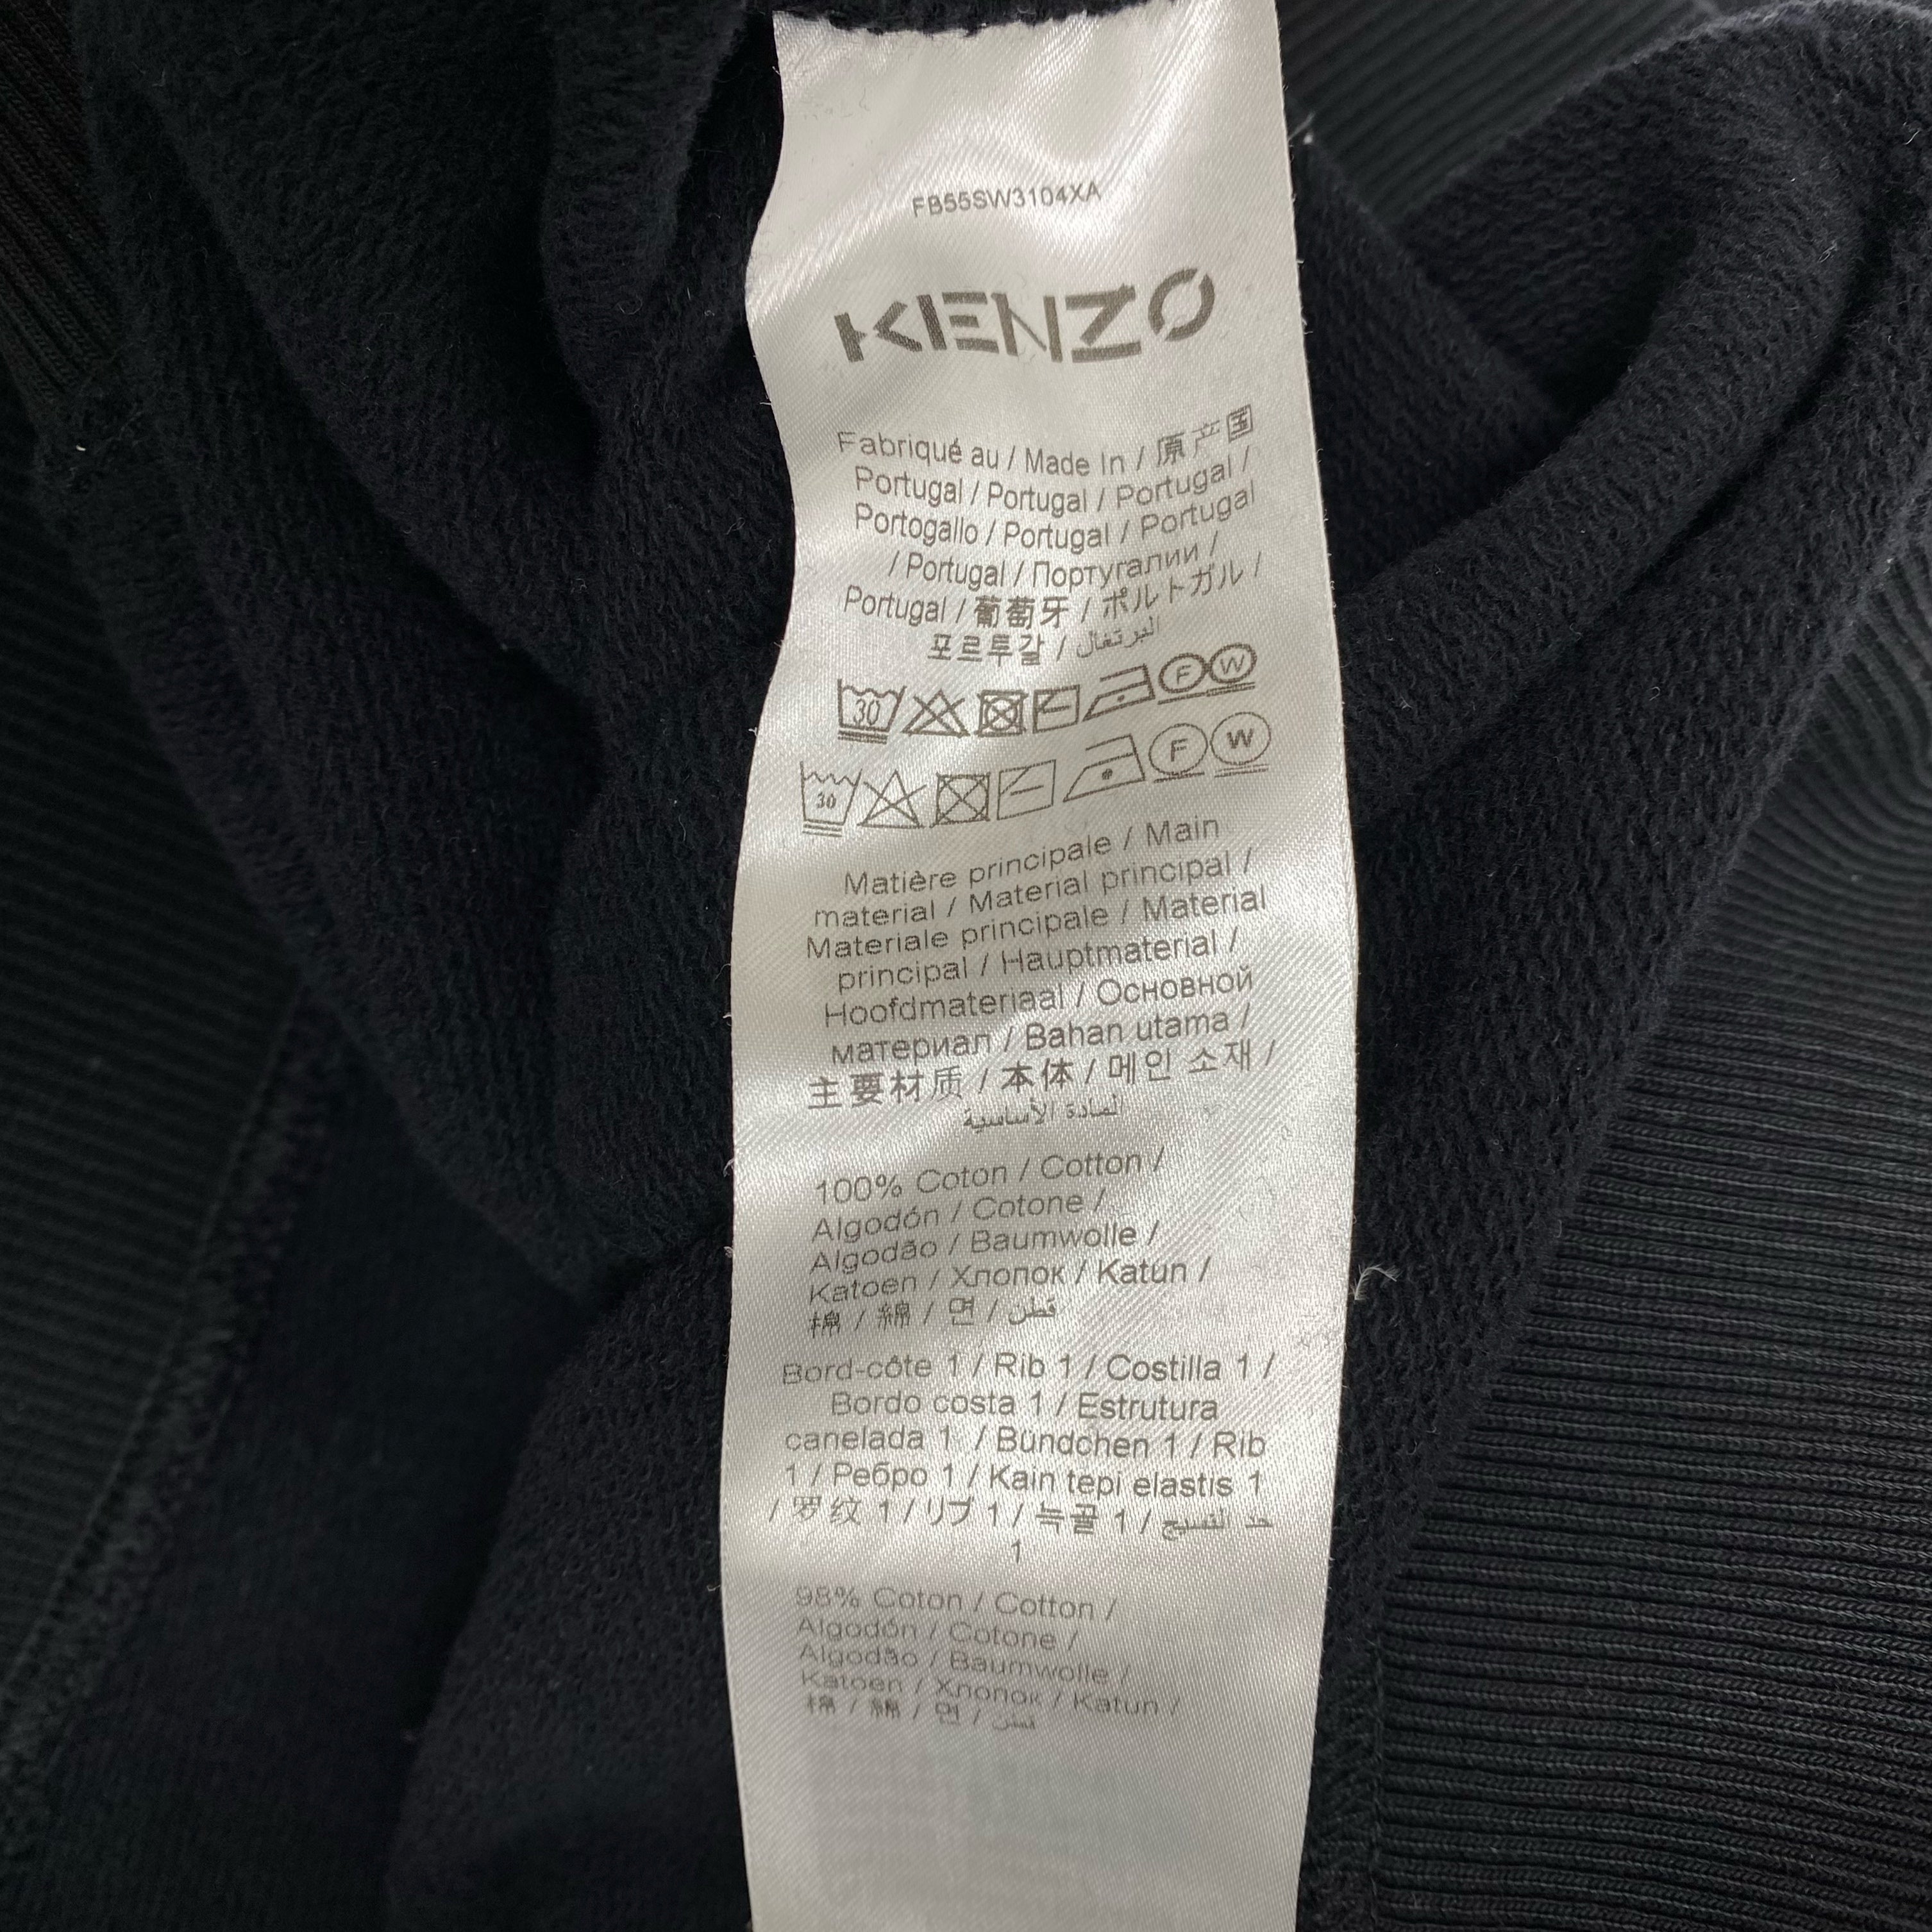 FB55SW3104XA
KENZO
Fabriqué au / Made In / 原产国
Portugal / Portugal / Portugal /
Portogallo / Portugal / Portugal
/ Portugal / Португалии /
Portugal / 葡萄牙 / ポルトガル /
포르투갈 / البرتغال
30 F W
30 F W
Matière principale / Main
material / Material principal /
Materiale principale / Material
principal / Hauptmaterial /
Hoofdmateriaal / Основной
материал / Bahan utama /
主要材质 / 本体 / 메인 소재 /
المادة الأساسية
100% Coton / Cotton /
Algodón / Cotone /
Algodão / Baumwolle /
Katoen / Хлопок / Katun /
棉 / 綿 / 면 / قطن
Bord-côte 1 / Rib 1 / Costilla 1 /
Bordo costa 1 / Estrutura
canelada 1 / Bündchen 1 / Rib
1 / Ребро 1 / Kain tepi elastis 1
/ 罗纹 1 / リブ 1 / 늑골 1 / حد النسيج
1
98% Coton / Cotton /
Algodón / Cotone /
Algodão / Baumwolle /
Katoen / Хлопок / Katun /
棉 / 綿 / 면 / قطن